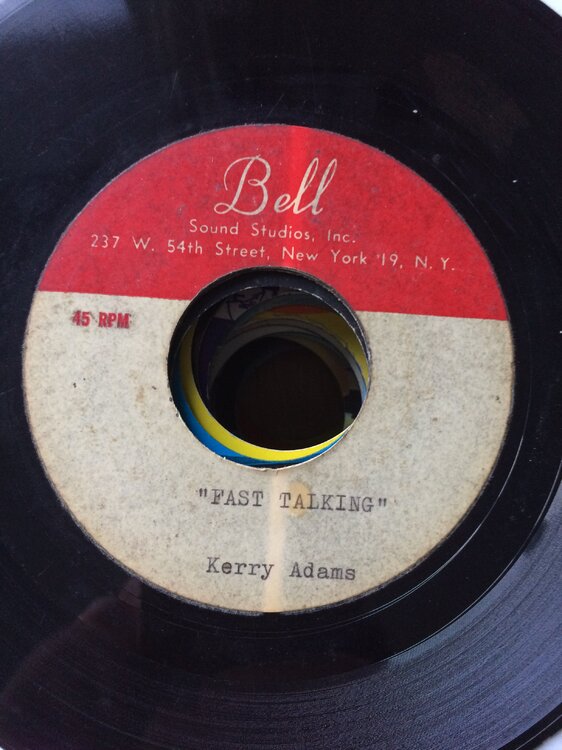 Bell
Sound Studios, Inc.
237 W. 54th Street, New York 19, N. Y.
45 RPM
"FAST TALKING"
Kerry Adams